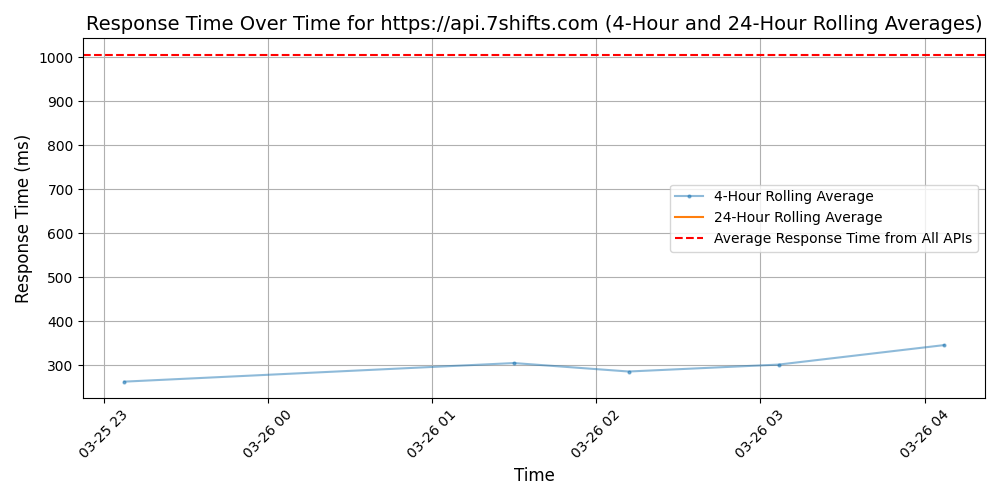 Response Time Over Time for https://api.7shifts.com (4-Hour and 24-Hour Rolling Averages)
Response Time (ms)
1000
900
800
700
600
500
400
300
4-Hour Rolling Average
24-Hour Rolling Average
Average Response Time from All APIs
03-25 23
03-26 00
03-26 01
03-26 02
03-26 03
03-26 04
Time